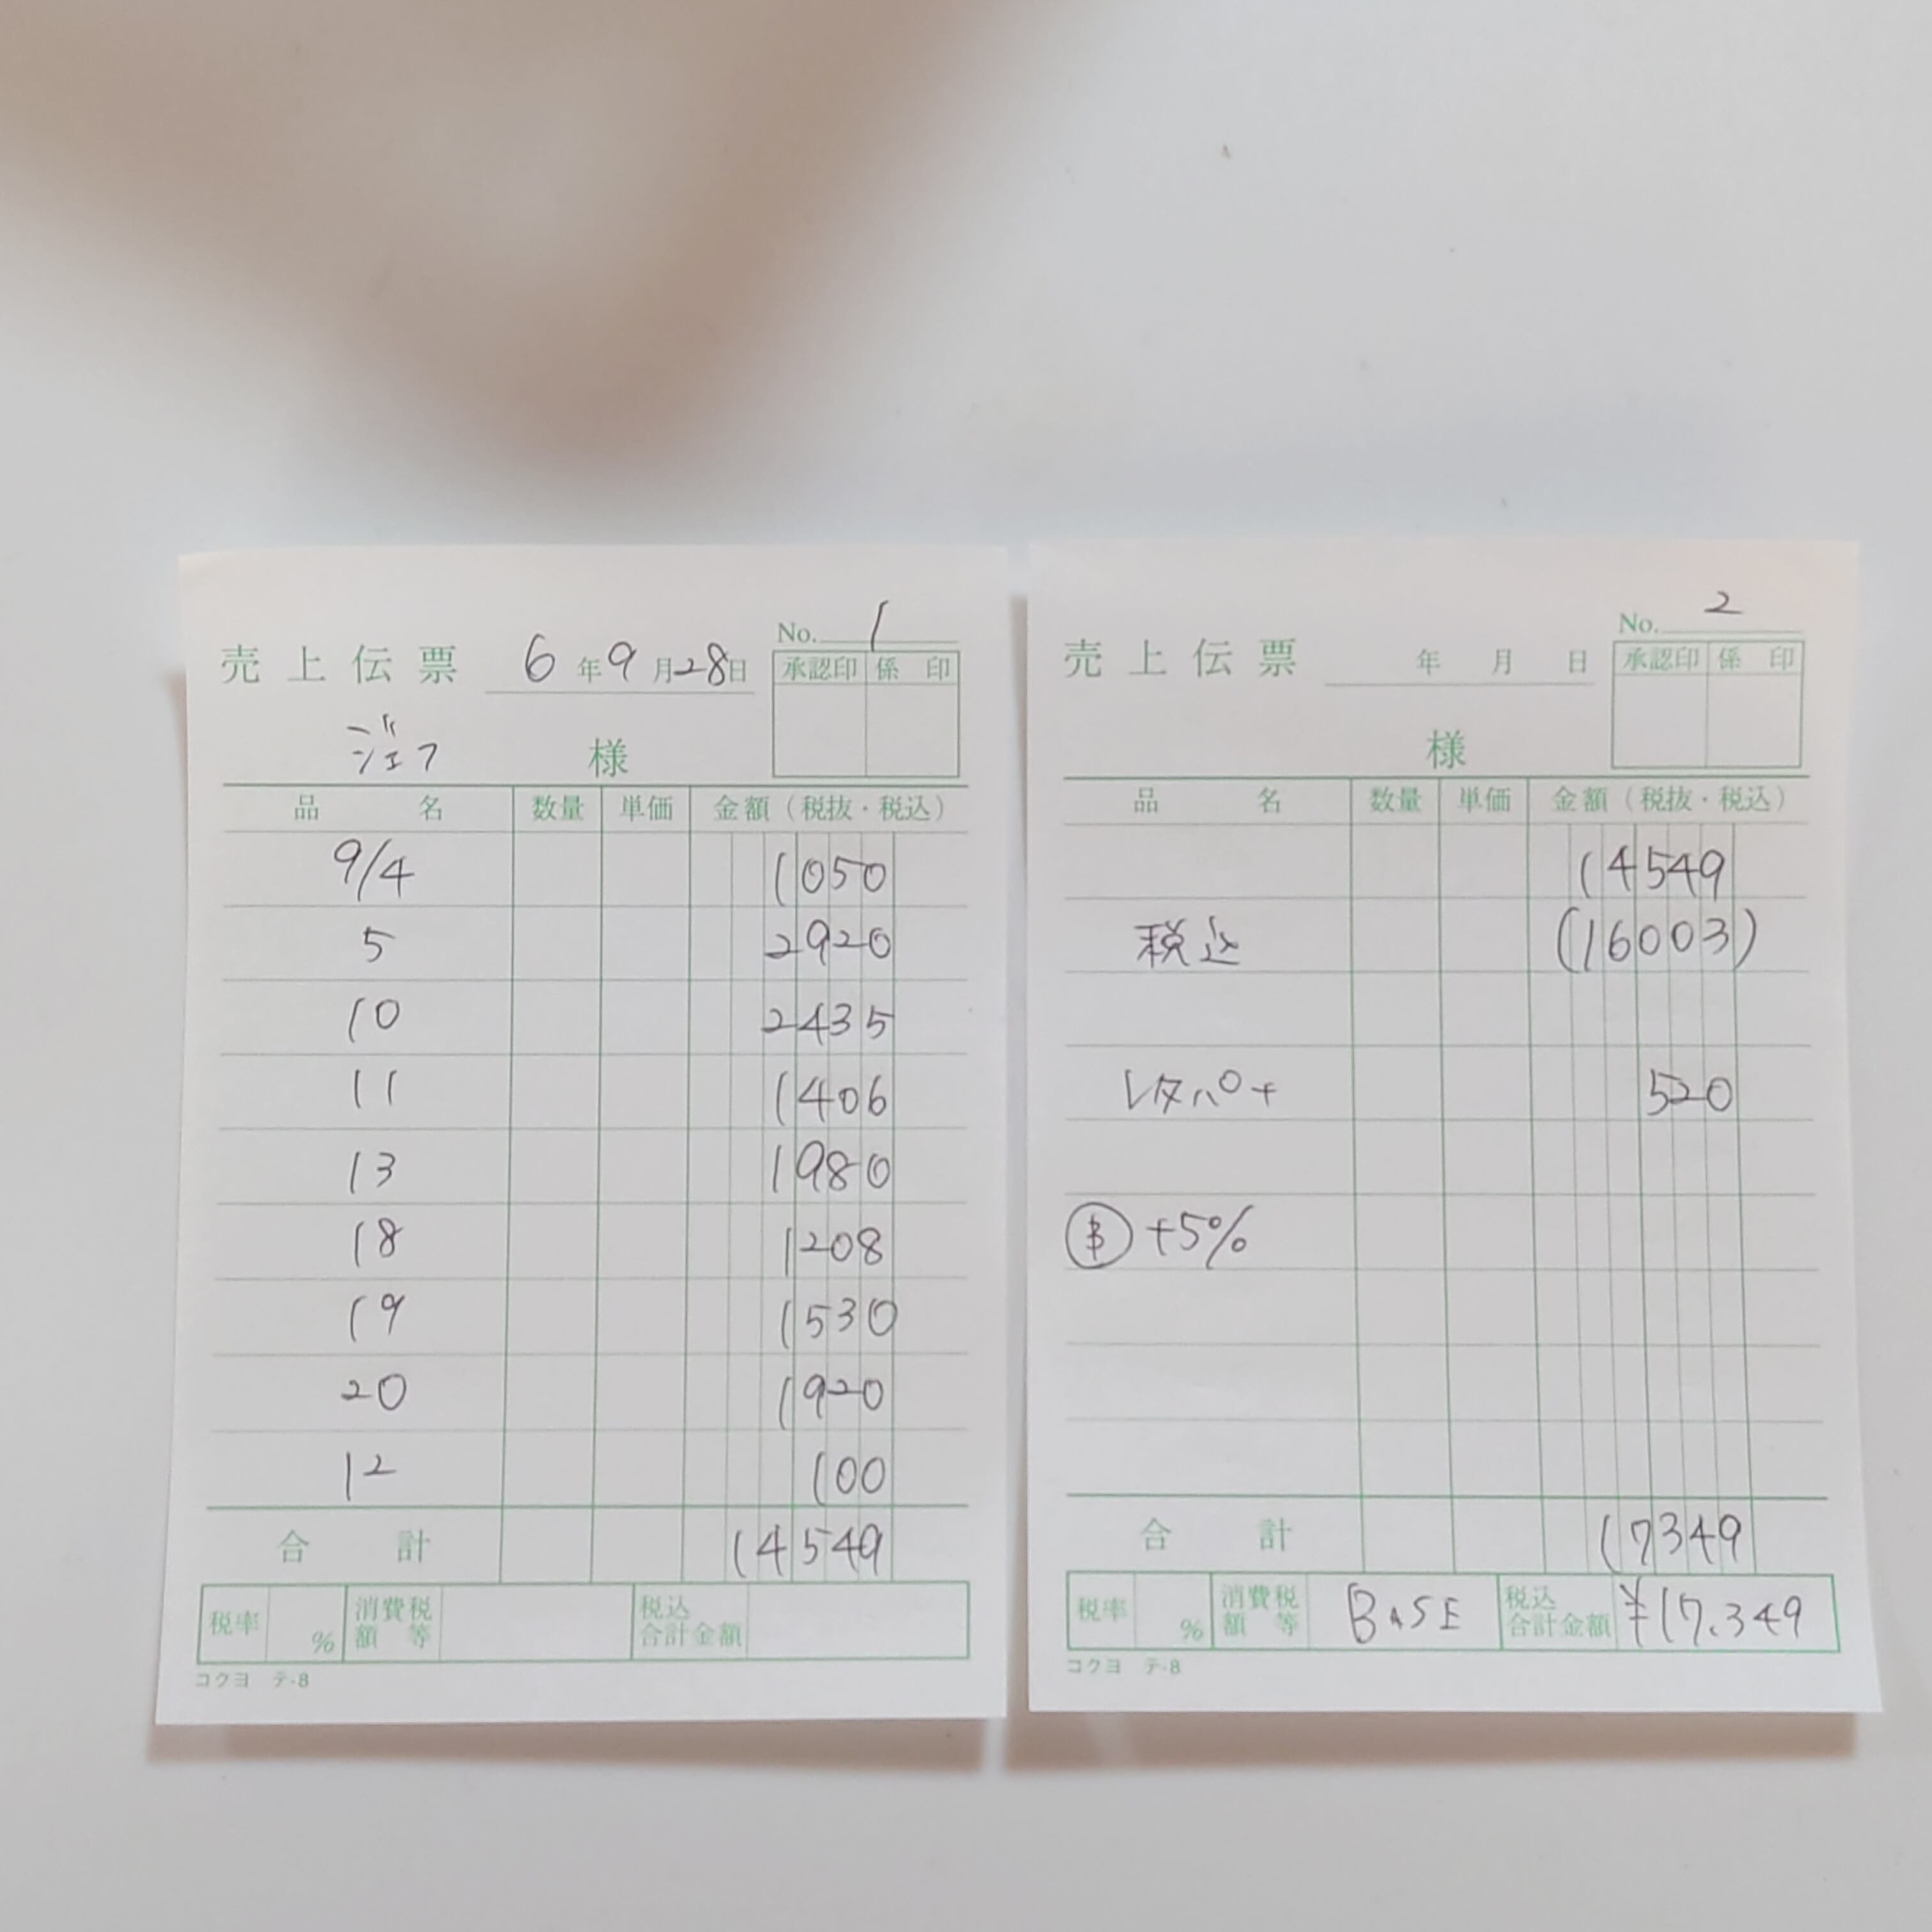 売上伝票 6年9月28日 No. 1
承認印 係印
ジェフ 様
品名 数量 単価 金額（税抜・税込）
9/4 1050
5 2920
10 2435
11 1406
13 1980
18 1208
19 1530
20 1920
12 100
合計 14549
税率 % 消費税額等 税込合計金額
コクヨ テ-8
売上伝票 年 月 日 No. 2
承認印 係印
様
品名 数量 単価 金額（税抜・税込）
14549
税込 (16003)
レタパ+ 520
Ⓑ +5%
合計 17349
税率 % 消費税額等 BASE 税込合計金額 ¥17.349
コクヨ テ-8